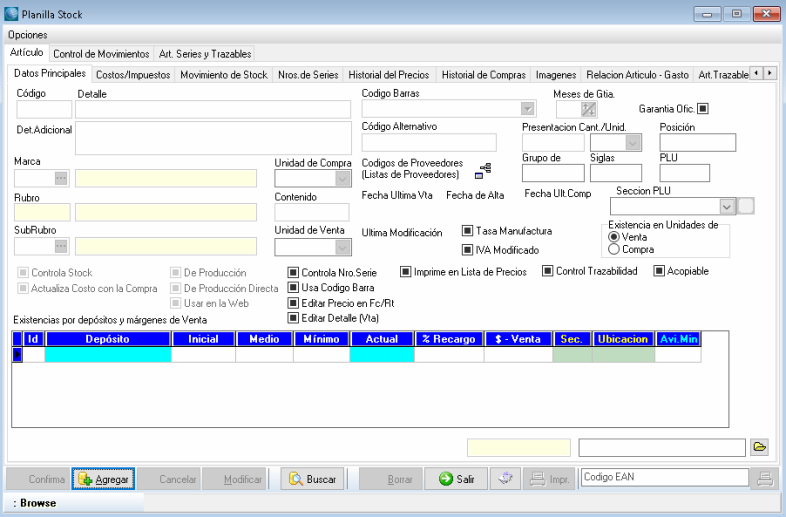 Planilla Stock
Opciones
Artículo Control de Movimientos Art. Series y Trazables
Datos Principales Costos/Impuestos Movimiento de Stock Nros.de Series Historial del Precios Historial de Compras Imagenes Relacion Articulo - Gasto Art.Trazable
Código Detalle Codigo Barras Meses de Gtia.
Garantia Ofic.
Det.Adicional Código Alternativo Presentacion Cant./Unid. Posición
Marca Unidad de Compra Codigos de Proveedores Grupo de Siglas PLU
(Listas de Proveedores)
Rubro Contenido Fecha Ultima Vta Fecha de Alta Fecha Ult.Comp Seccion PLU
SubRubro Unidad de Venta Ultima Modificación Tasa Manufactura Existencia en Unidades de
Venta
IVA Modificado Compra
Controla Stock De Producción Controla Nro.Serie Imprime en Lista de Precios Control Trazabilidad Acopiable
Actualiza Costo con la Compra De Producción Directa Usa Codigo Barra
Usar en la Web Editar Precio en Fc/Rt
Existencias por depósitos y márgenes de Venta Editar Detalle (Vta)
Id Depósito Inicial Medio Mínimo Actual % Recargo $ - Venta Sec. Ubicacion Avi.Min
Confirma Agregar Cancelar Modificar Buscar Borrar Salir Impr. Codigo EAN
: Browse